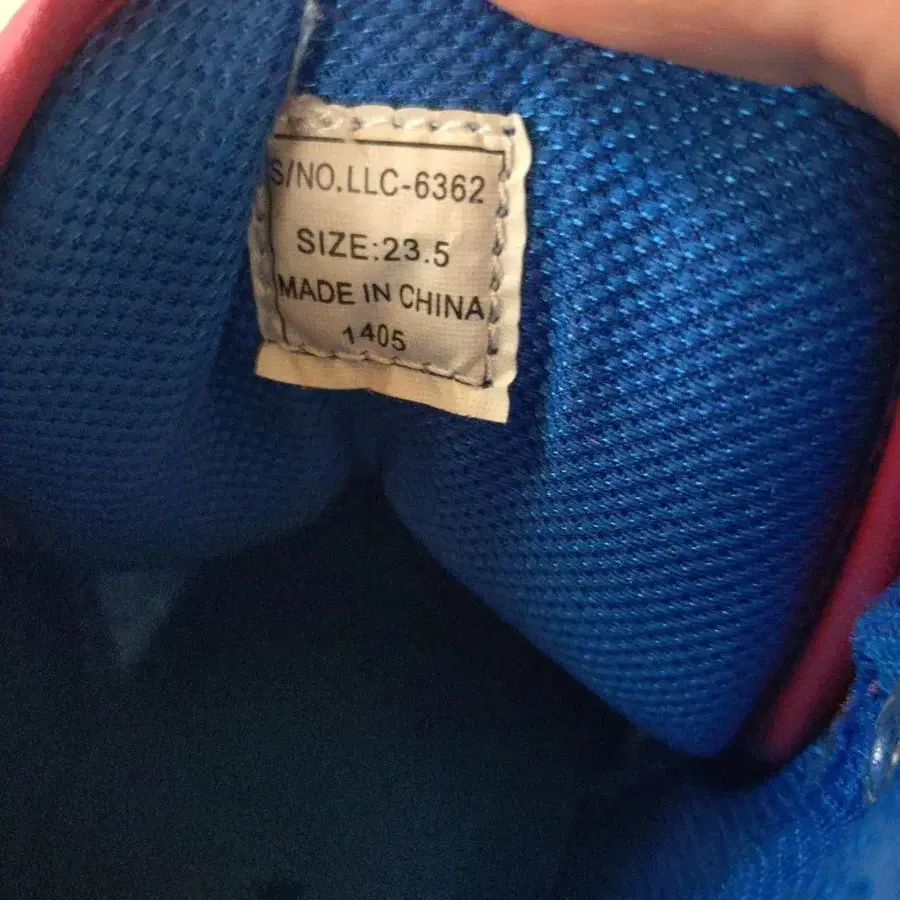 S/NO.LLC-6362
SIZE:23.5
MADE IN CHINA
1405